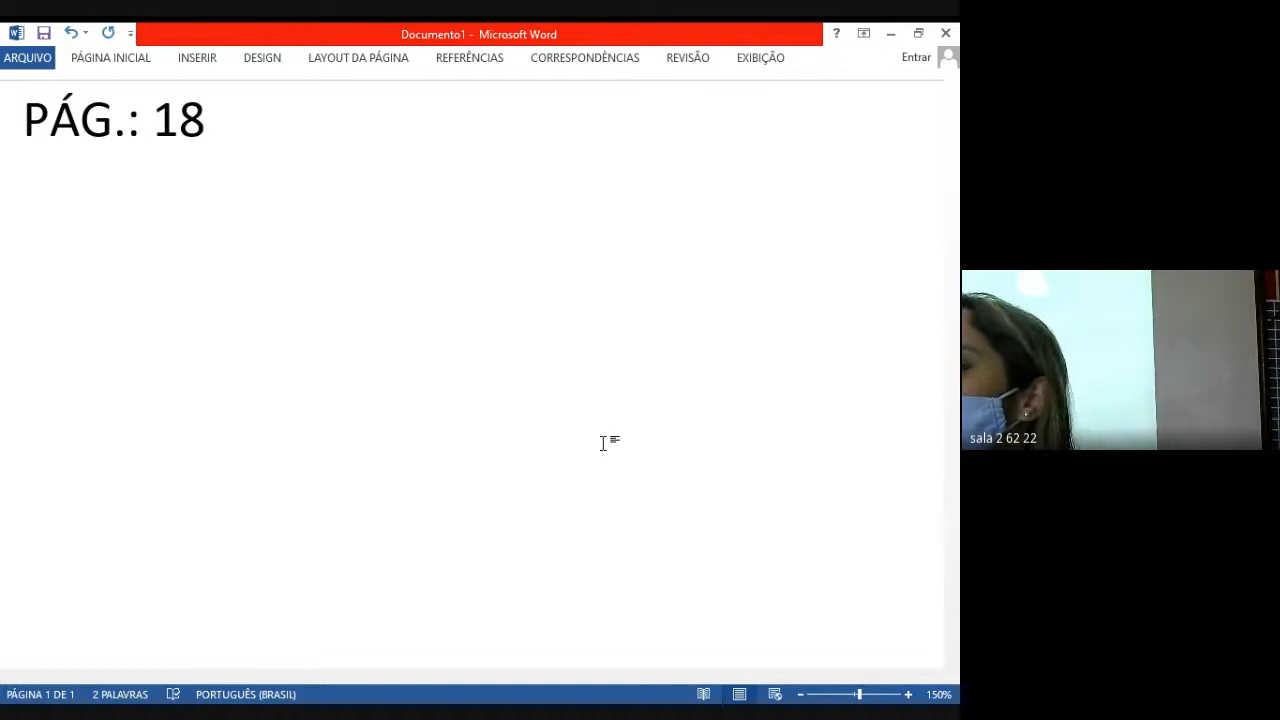 Documento1 - Microsoft Word
?
ARQUIVO PÁGINA INICIAL INSERIR DESIGN LAYOUT DA PÁGINA REFERÊNCIAS CORRESPONDÊNCIAS REVISÃO EXIBIÇÃO Entrar
PÁG.: 18
sala 2 62 22
PÁGINA 1 DE 1 2 PALAVRAS PORTUGUÊS (BRASIL) 150%